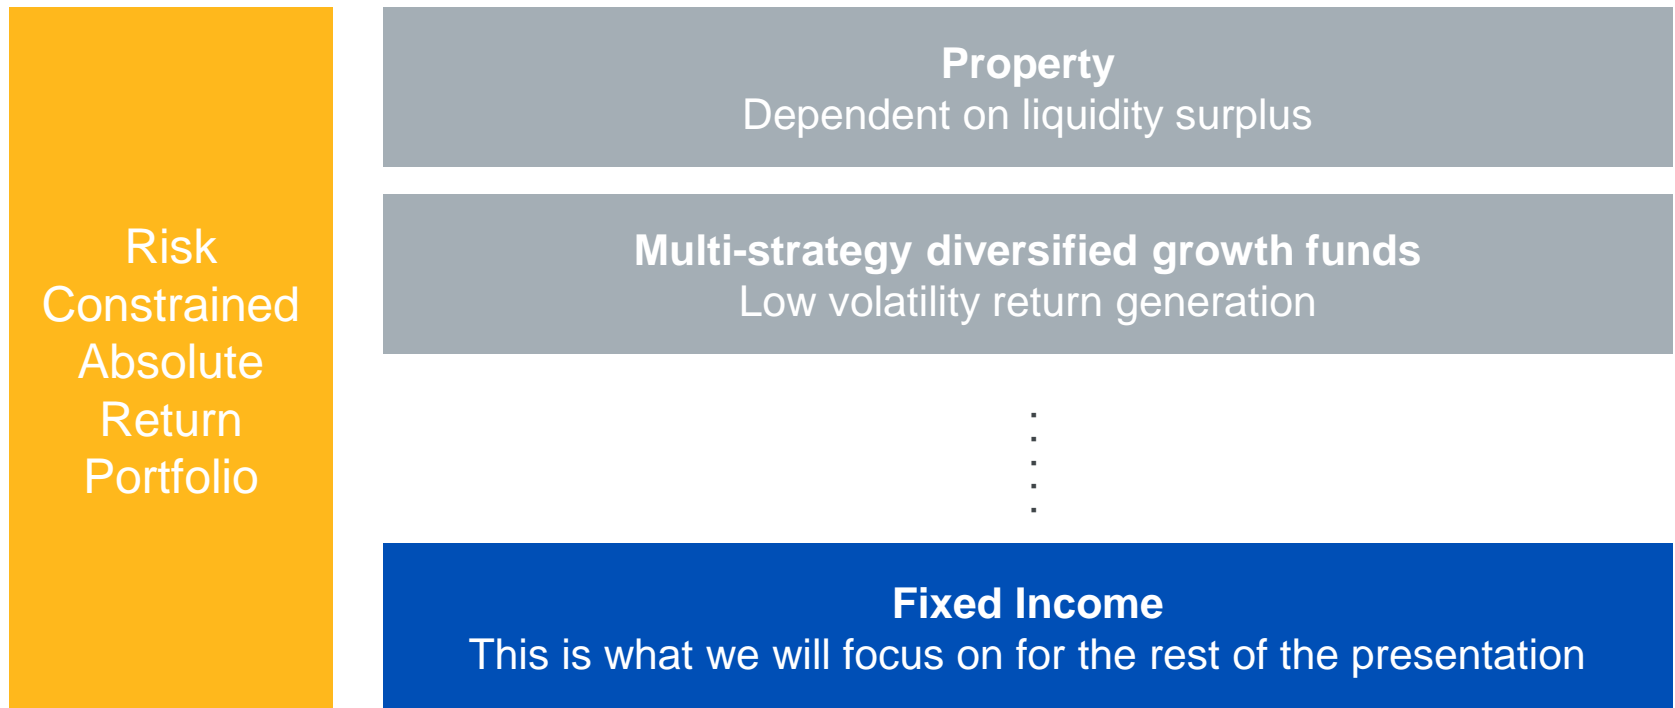 Risk
Constrained
Absolute
Return
Portfolio
Property
Dependent on liquidity surplus
Multi-strategy diversified growth funds
Low volatility return generation
.
.
.
.
.
Fixed Income
This is what we will focus on for the rest of the presentation